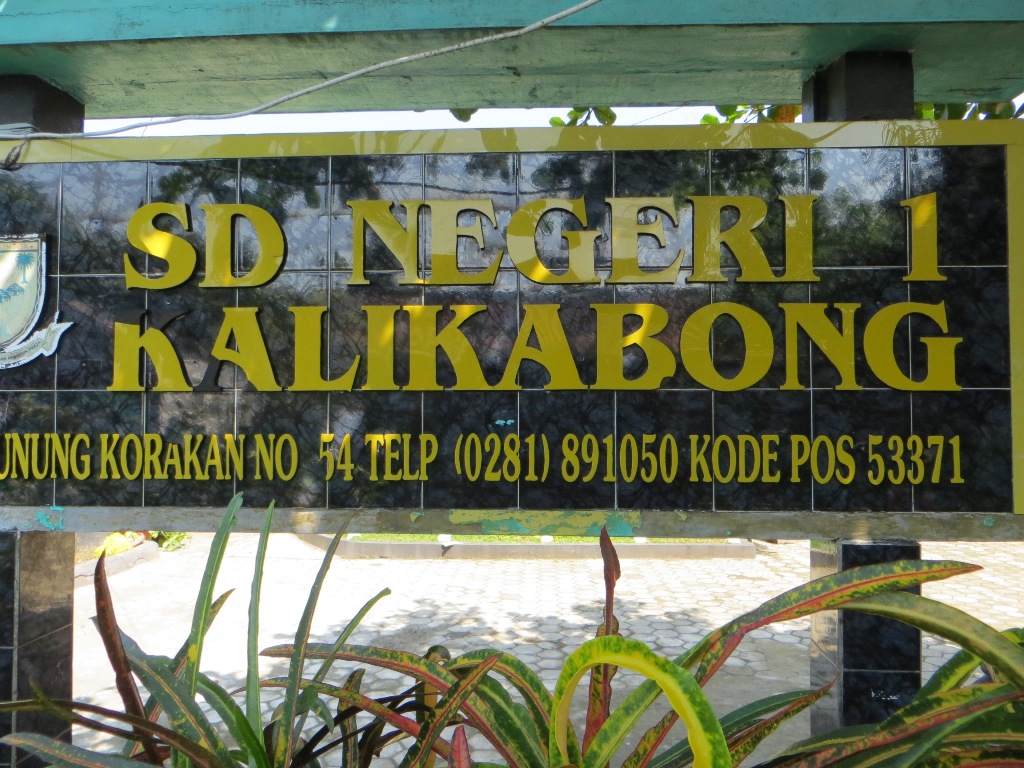 SD NEGERI 1
KALIKABONG
UNUNG KORAKAN NO 54 TELP (0281) 891050 KODE POS 53371